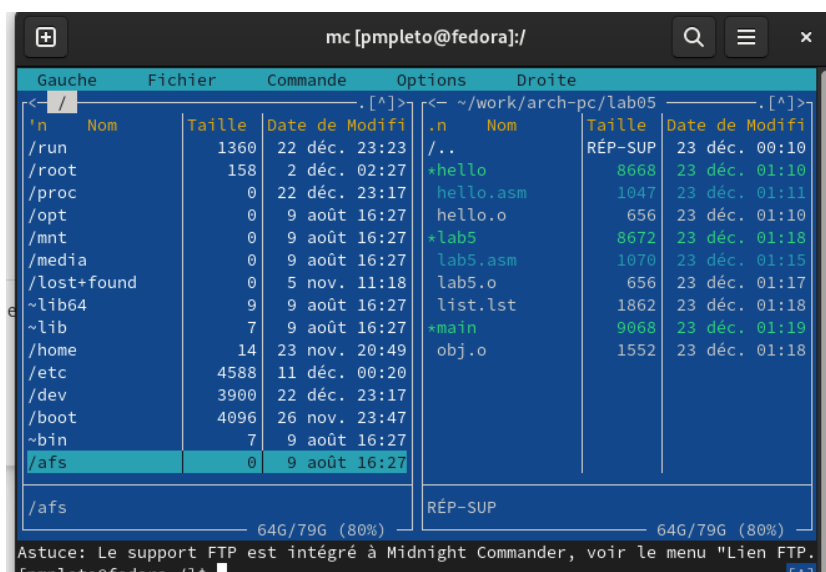 mc [pmpleto@fedora]:/
Gauche Fichier Commande Options Droite
<─ / ─.[^]>
'n Nom Taille Date de Modifi
/run 1360 22 déc. 23:23
/root 158 2 déc. 02:27
/proc 0 22 déc. 23:17
/opt 0 9 août 16:27
/mnt 0 9 août 16:27
/media 0 9 août 16:27
/lost+found 0 5 nov. 11:18
~lib64 9 9 août 16:27
~lib 7 9 août 16:27
/home 14 23 nov. 20:49
/etc 4588 11 déc. 00:20
/dev 3900 22 déc. 23:17
/boot 4096 26 nov. 23:47
~bin 7 9 août 16:27
/afs 0 9 août 16:27
/afs
64G/79G (80%)
<─ ~/work/arch-pc/lab05 ─.[^]>
.n Nom Taille Date de Modifi
/.. RÉP-SUP 23 déc. 00:10
*hello 8668 23 déc. 01:10
hello.asm 1047 23 déc. 01:11
hello.o 656 23 déc. 01:10
*lab5 8672 23 déc. 01:18
lab5.asm 1070 23 déc. 01:15
lab5.o 656 23 déc. 01:17
list.lst 1862 23 déc. 01:18
*main 9068 23 déc. 01:19
obj.o 1552 23 déc. 01:18
RÉP-SUP
64G/79G (80%)
Astuce: Le support FTP est intégré à Midnight Commander, voir le menu "Lien FTP.